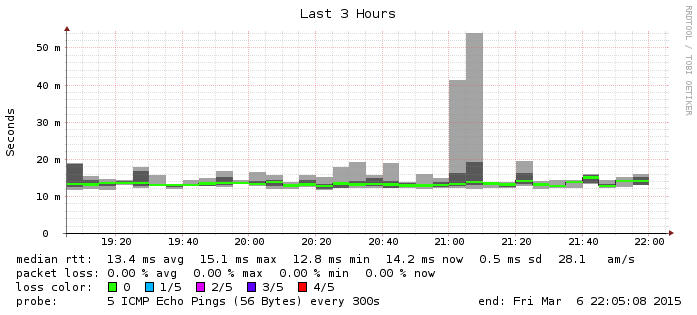 Last 3 Hours
RRDTOOL / TOBI OETIKER
Seconds
50 m
40 m
30 m
20 m
10 m
0
19:20 19:40 20:00 20:20 20:40 21:00 21:20 21:40 22:00
median rtt: 13.4 ms avg 15.1 ms max 12.8 ms min 14.2 ms now 0.5 ms sd 28.1 am/s
packet loss: 0.00 % avg 0.00 % max 0.00 % min 0.00 % now
loss color: 0 1/5 2/5 3/5 4/5
probe: 5 ICMP Echo Pings (56 Bytes) every 300s end: Fri Mar 6 22:05:08 2015